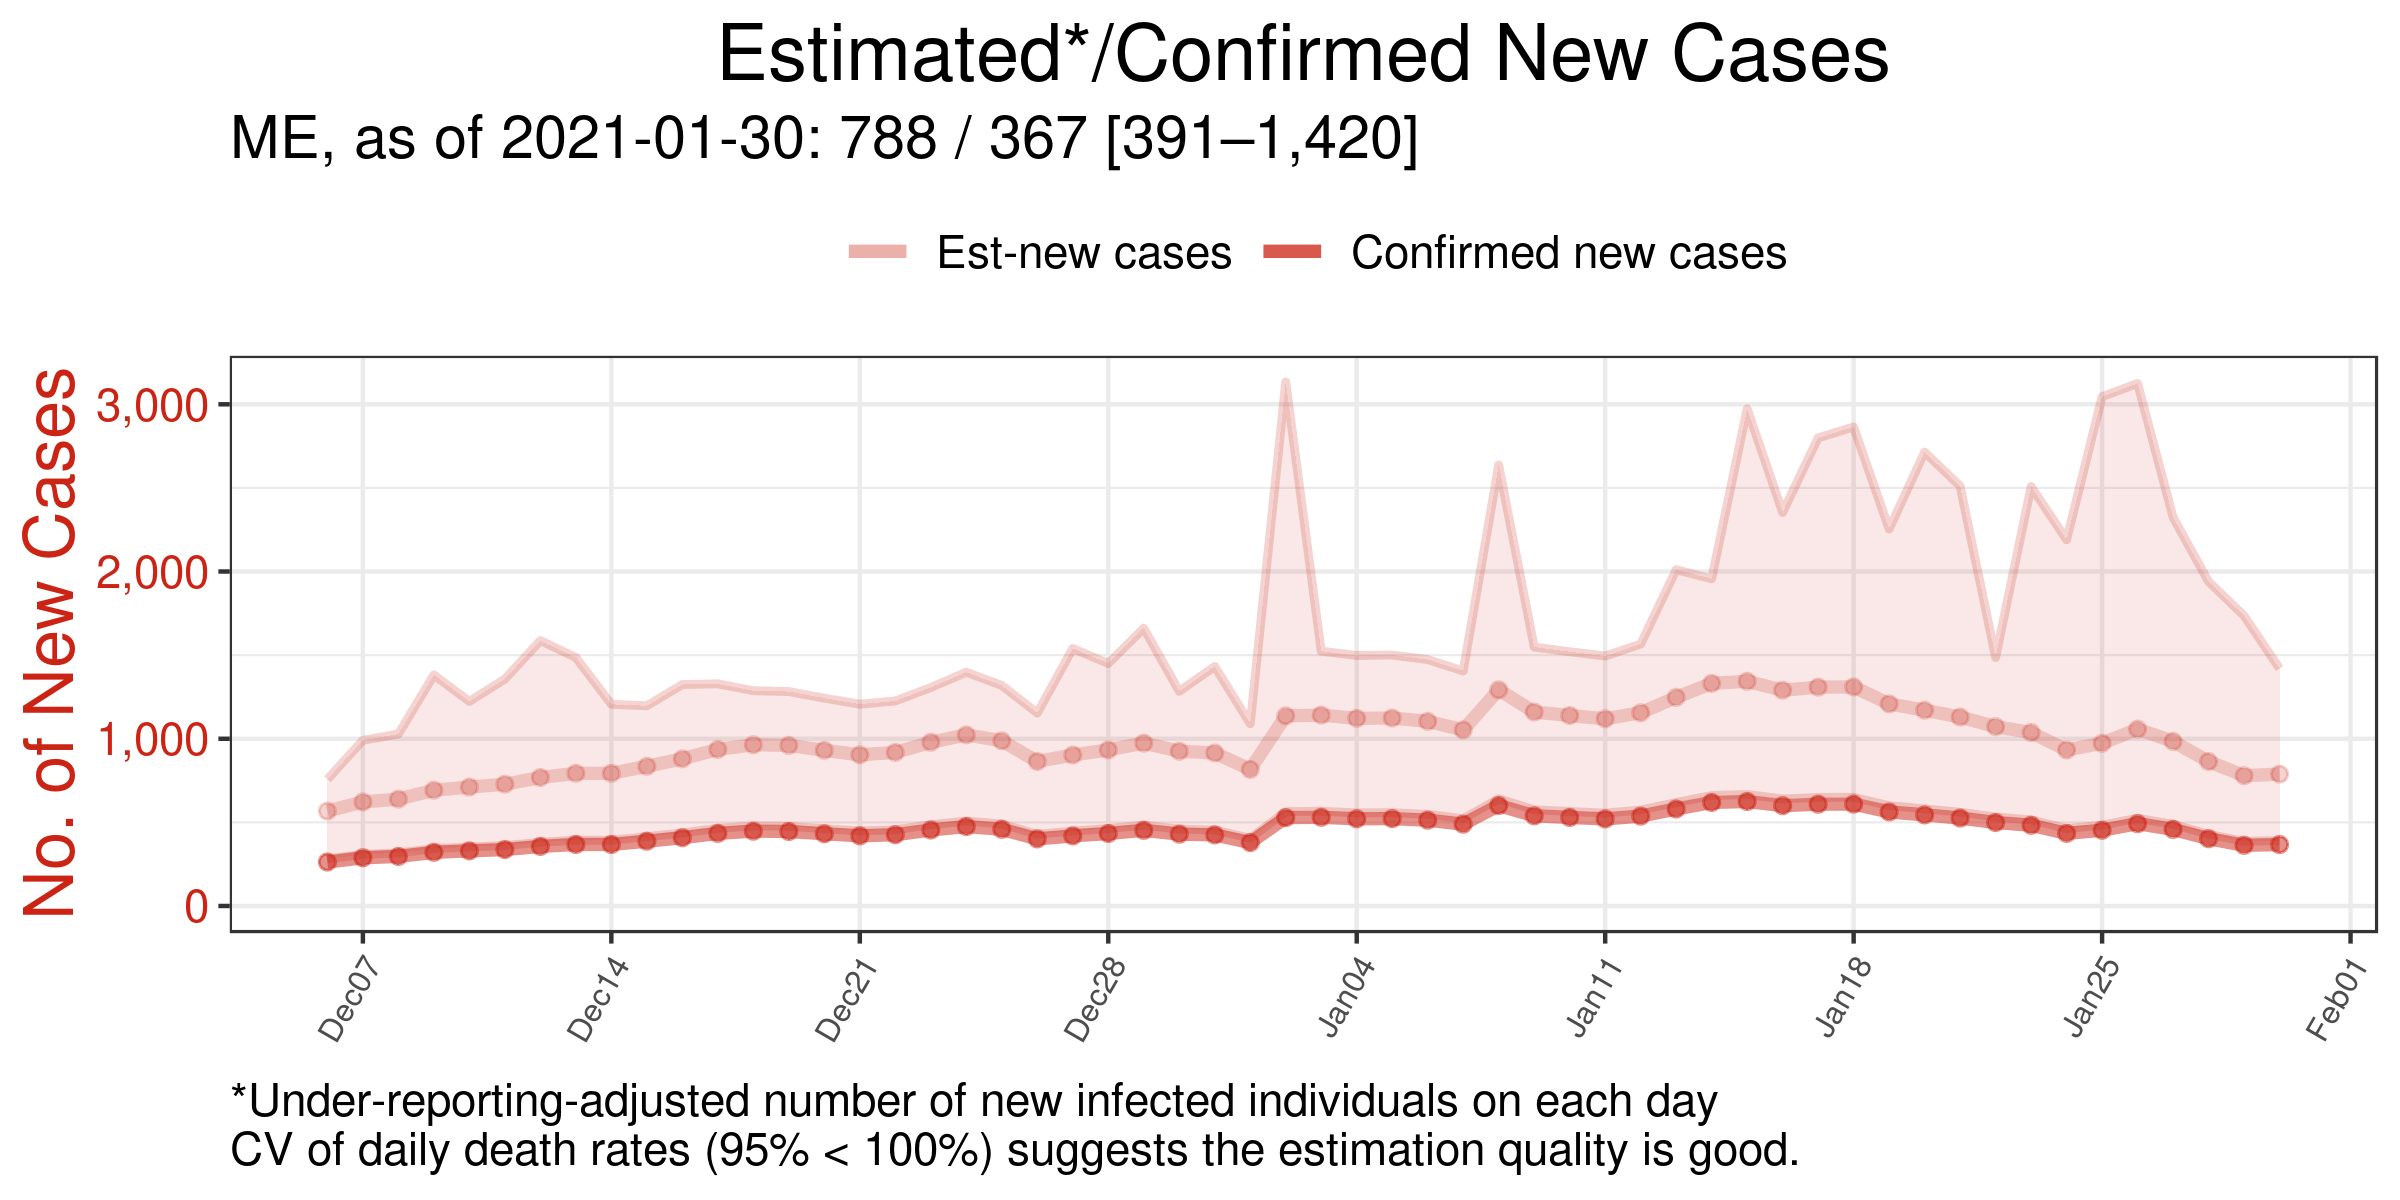 Estimated*/Confirmed New Cases
ME, as of 2021-01-30: 788 / 367 [391–1,420]
Est-new cases Confirmed new cases
No. of New Cases
3,000
2,000
1,000
0
Dec07 Dec14 Dec21 Dec28 Jan04 Jan11 Jan18 Jan25 Feb01
*Under-reporting-adjusted number of new infected individuals on each day
CV of daily death rates (95% < 100%) suggests the estimation quality is good.